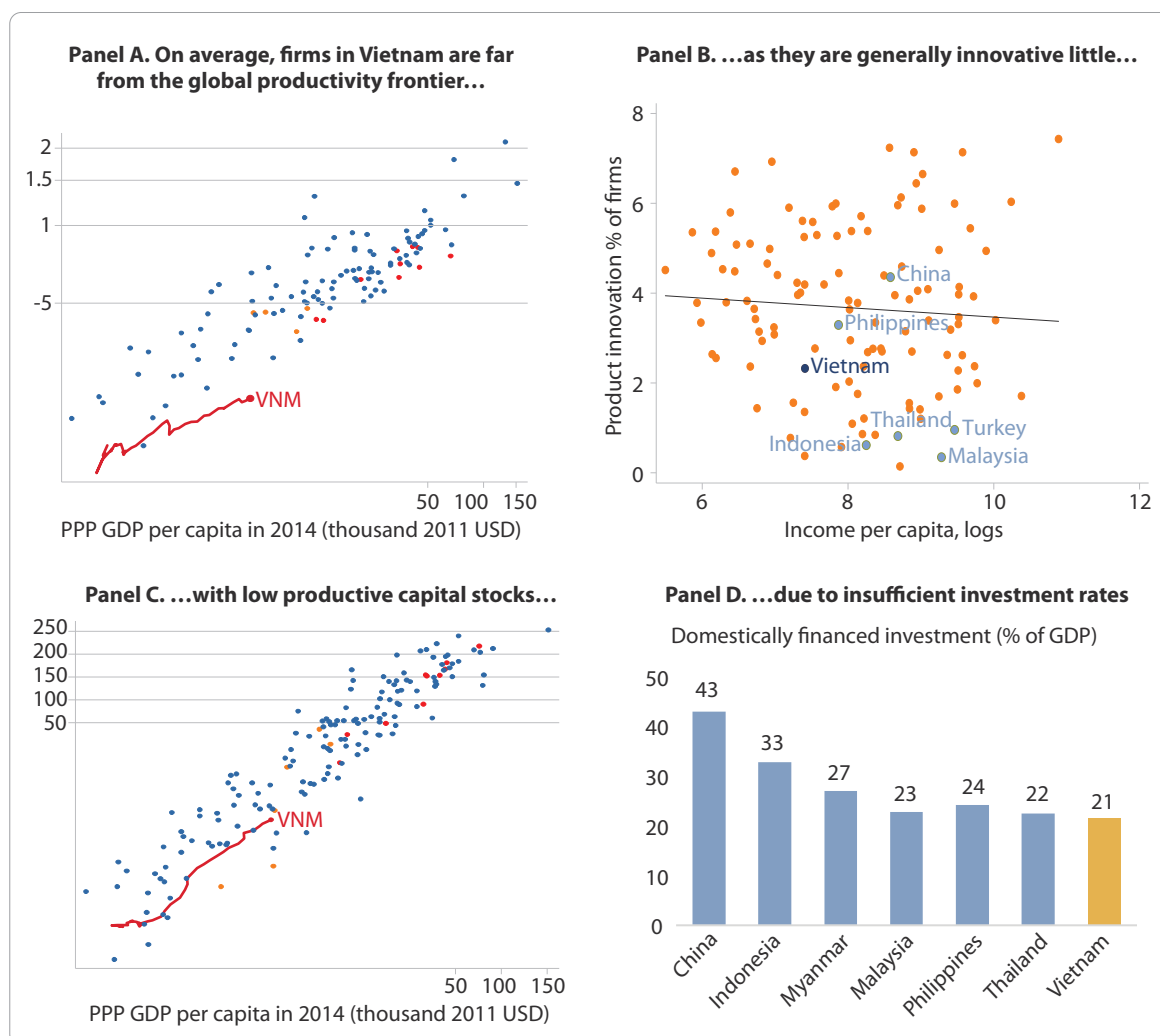 Panel A. On average, firms in Vietnam are far
from the global productivity frontier…
2
1.5
1
-5
VNM
50 100 150
PPP GDP per capita in 2014 (thousand 2011 USD)
Panel B. …as they are generally innovative little…
Product innovation % of firms
8
6
4
2
0
China
Philippines
Vietnam
Thailand
Turkey
Indonesia
Malaysia
6 8 10 12
Income per capita, logs
Panel C. …with low productive capital stocks…
250
200
150
100
50
VNM
50 100 150
PPP GDP per capita in 2014 (thousand 2011 USD)
Panel D. …due to insufficient investment rates
Domestically financed investment (% of GDP)
50
40
30
20
10
0
43
33
27
23
24
22
21
China
Indonesia
Myanmar
Malaysia
Philippines
Thailand
Vietnam